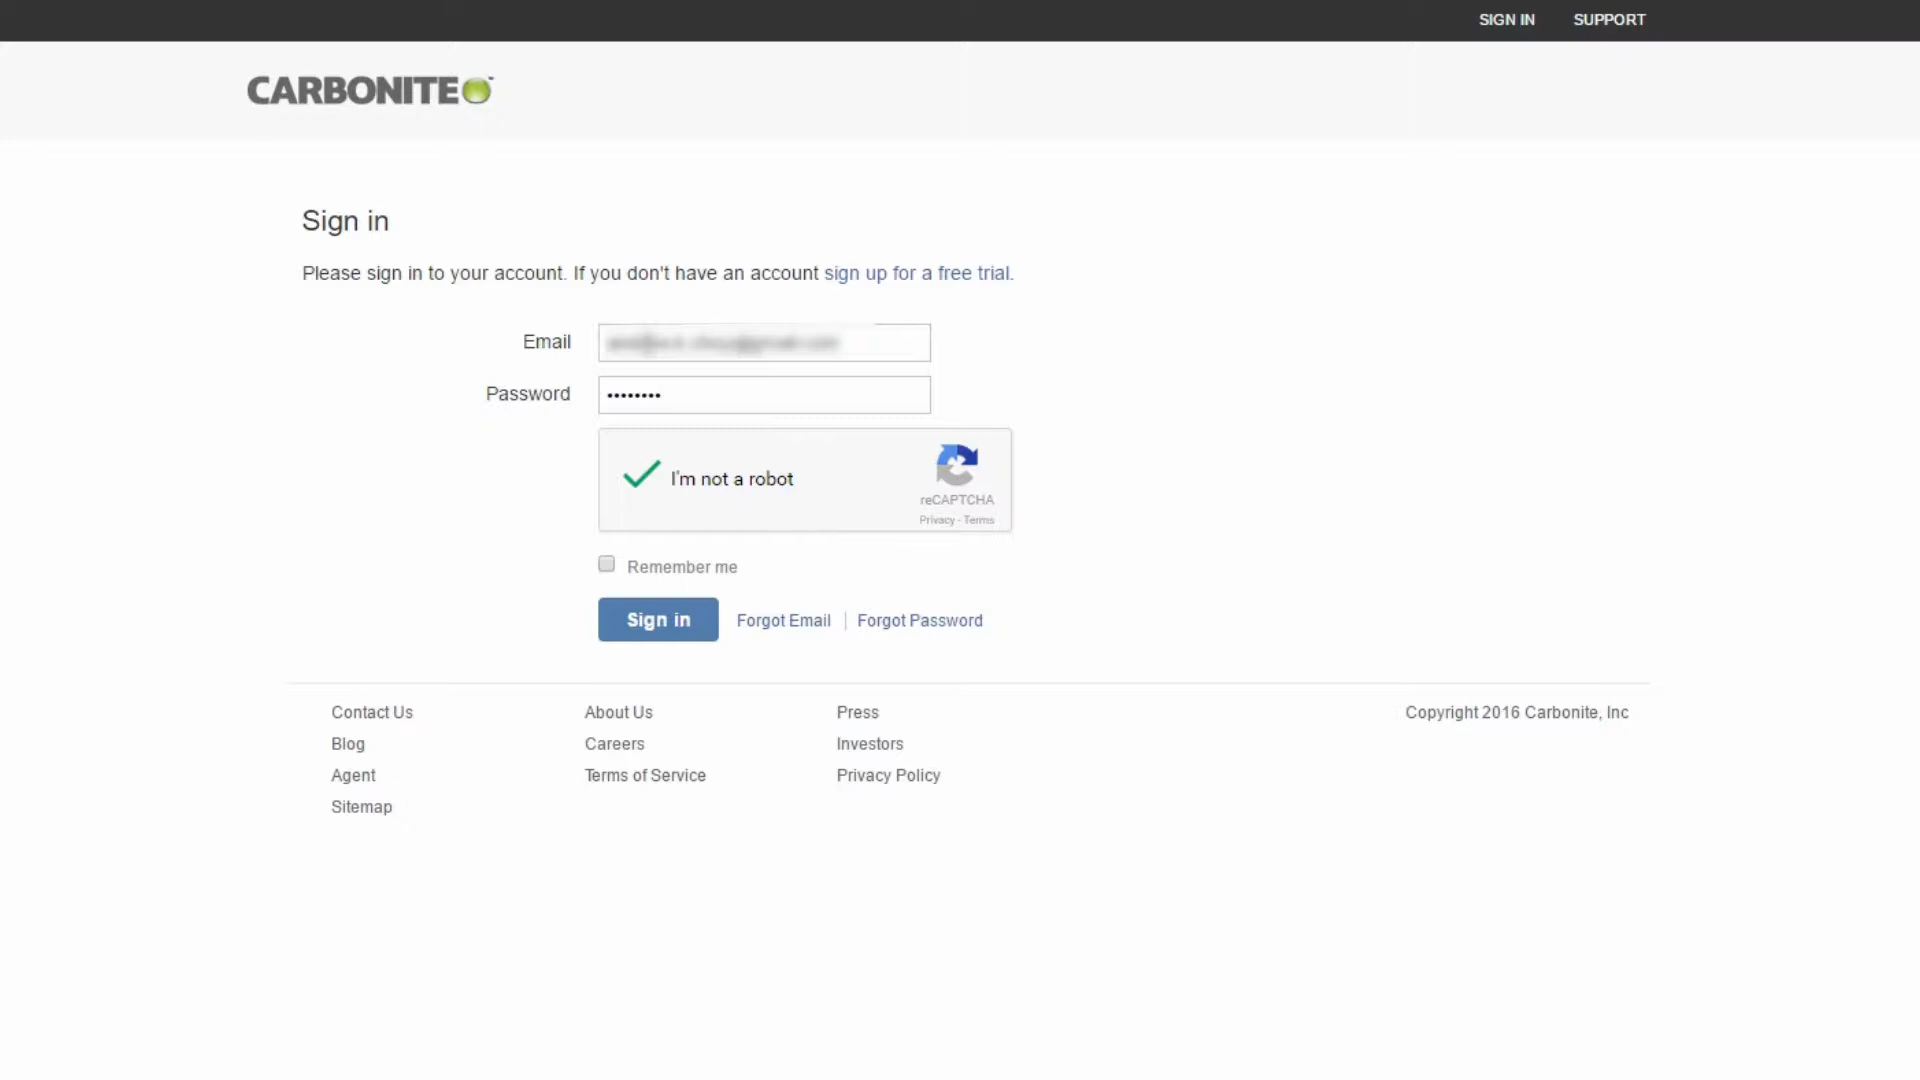 SIGN IN SUPPORT
CARBONITE
Sign in
Please sign in to your account. If you don't have an account sign up for a free trial.
Email
Password ••••••••
I'm not a robot
reCAPTCHA
Privacy - Terms
Remember me
Sign in Forgot Email Forgot Password
Contact Us About Us Press Copyright 2016 Carbonite, Inc
Blog Careers Investors
Agent Terms of Service Privacy Policy
Sitemap